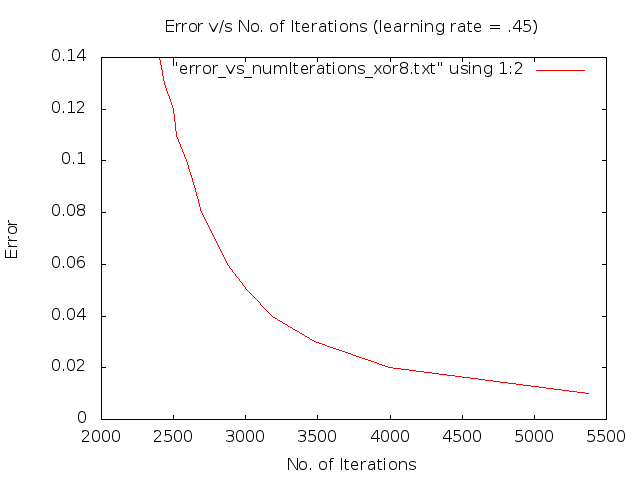 Error v/s No. of Iterations (learning rate = .45)
"error_vs_numIterations_xor8.txt" using 1:2
0.14
0.12
0.1
0.08
0.06
0.04
0.02
0
Error
2000 2500 3000 3500 4000 4500 5000 5500
No. of Iterations